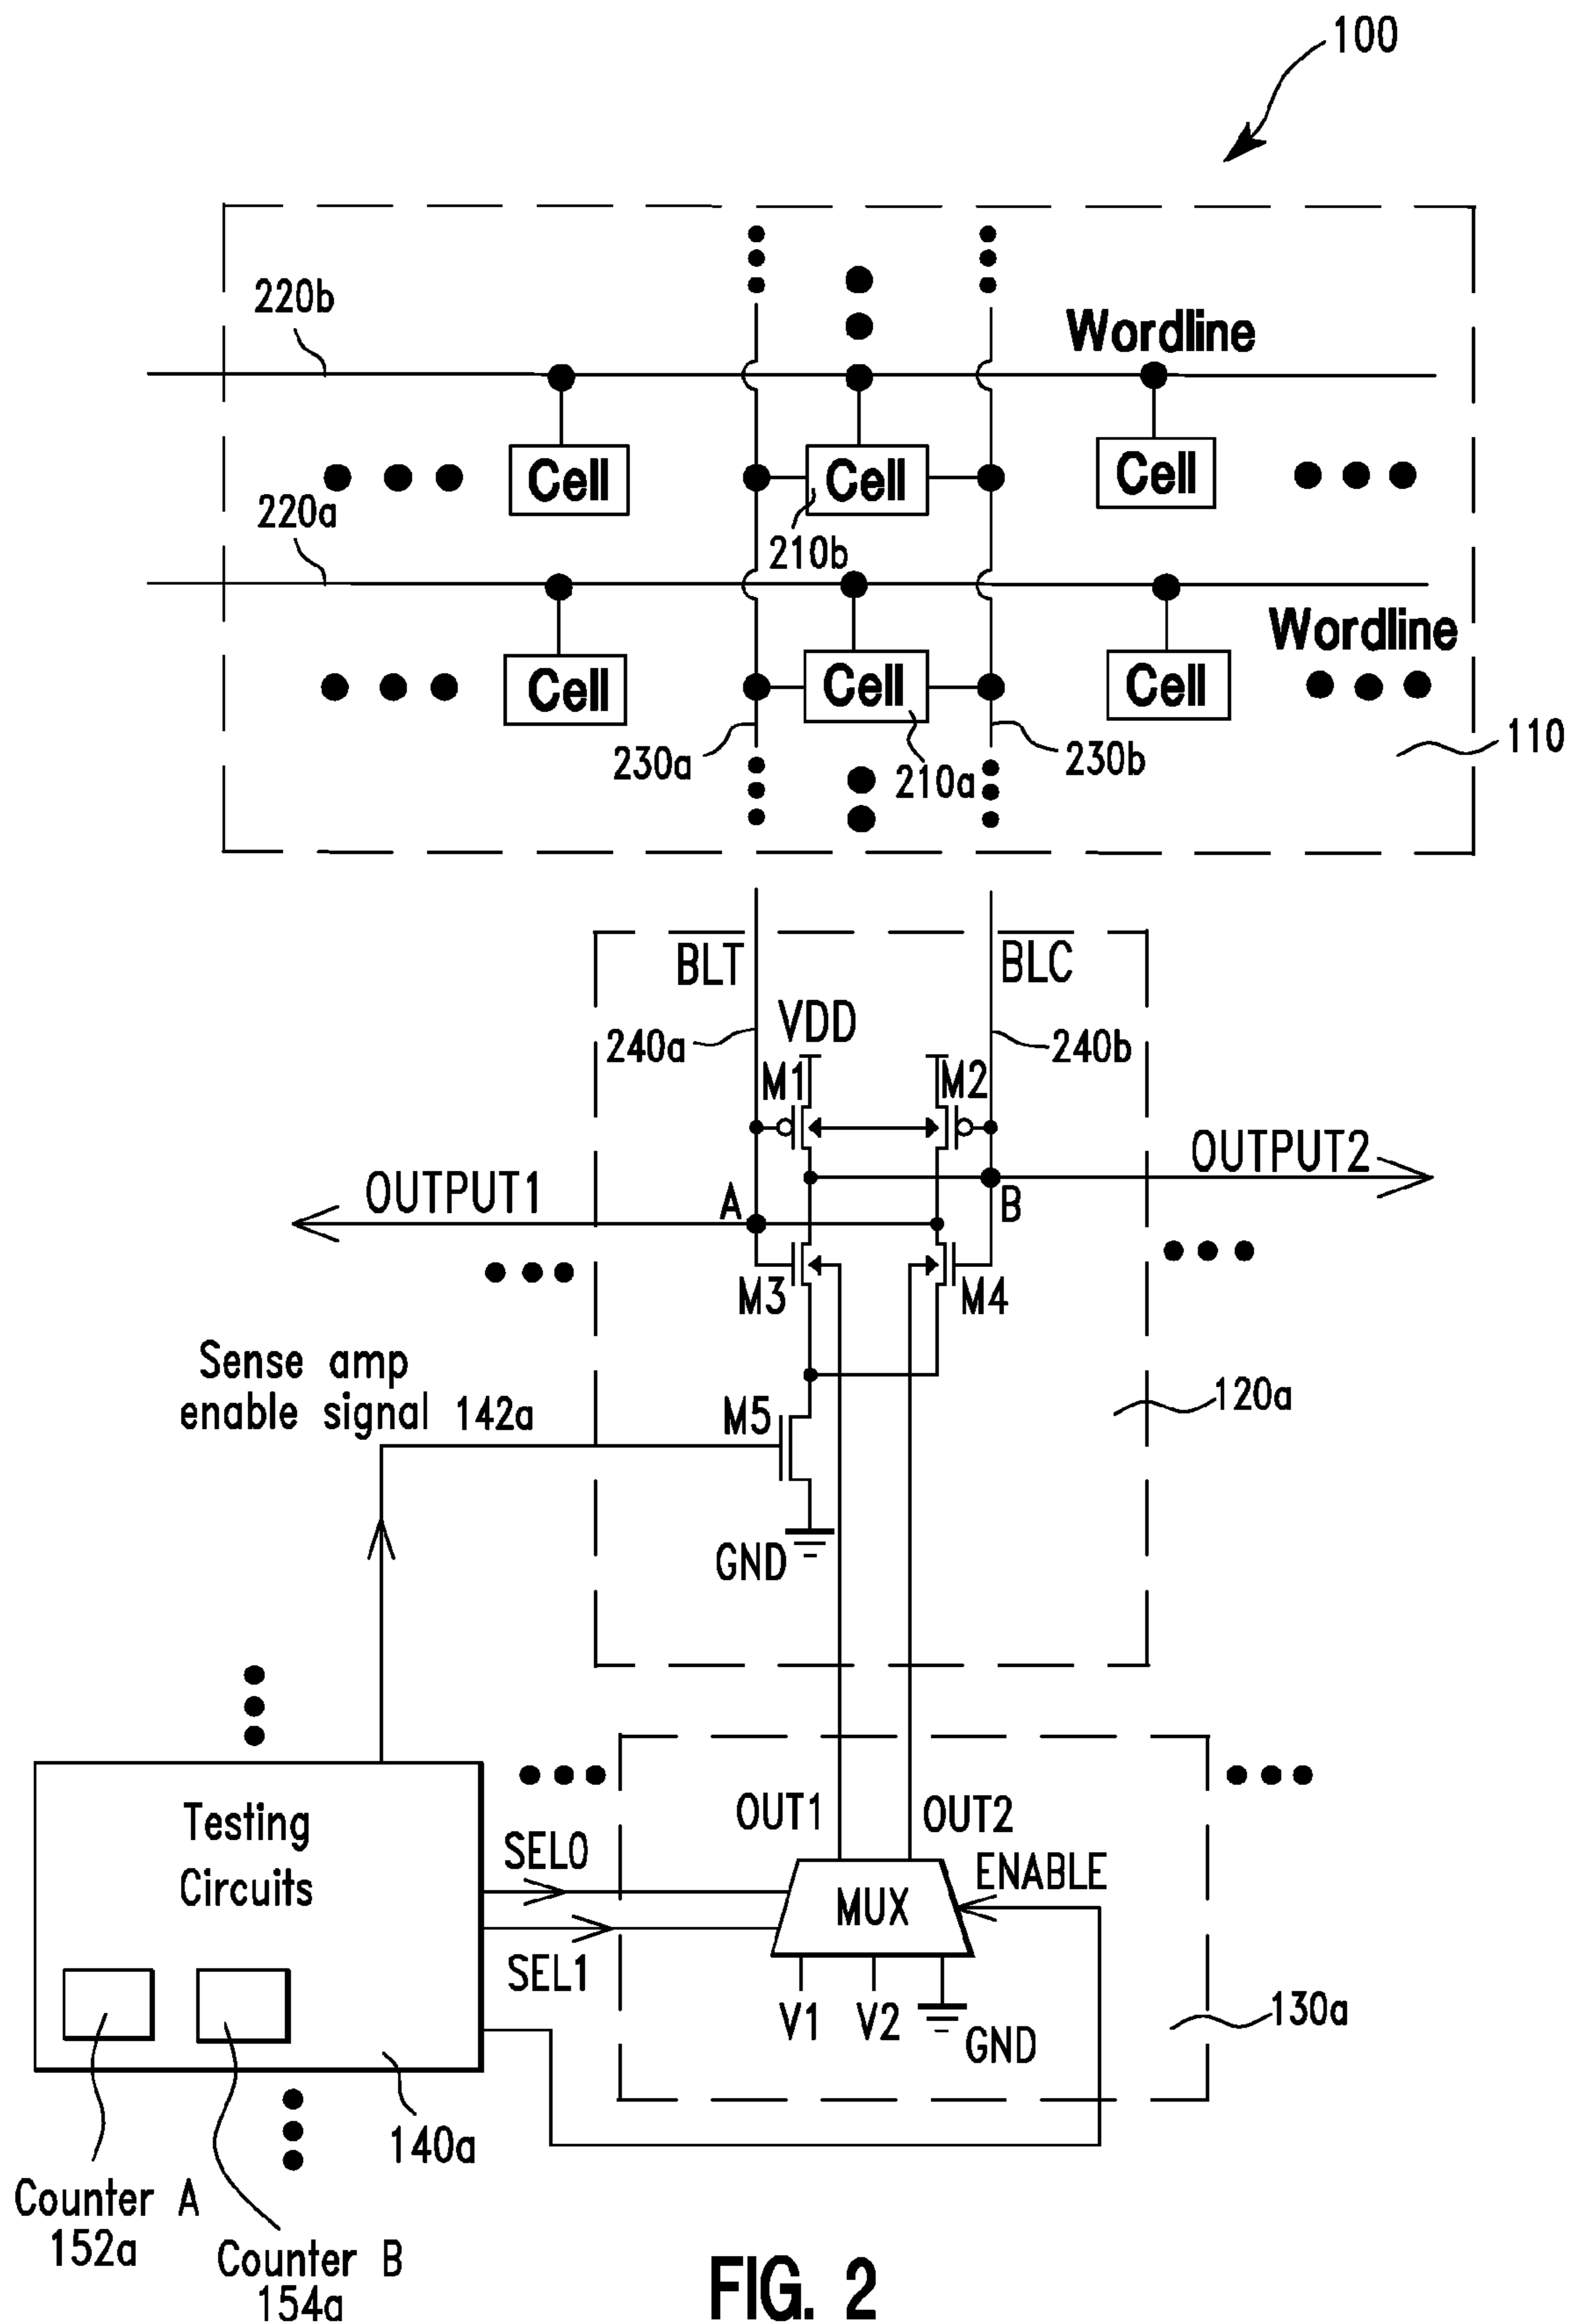 100
220b
Wordline
Cell
Cell
Cell
220a
210b
Wordline
Cell
Cell
Cell
230a
210a
230b
110
BLT
BLC
VDD
240a
240b
M1
M2
OUTPUT1
A
B
OUTPUT2
M3
M4
Sense amp
enable signal 142a
M5
120a
GND
Testing
Circuits
OUT1
OUT2
SEL0
ENABLE
MUX
SEL1
V1
V2
GND
130a
140a
Counter A
152a
Counter B
154a
FIG. 2